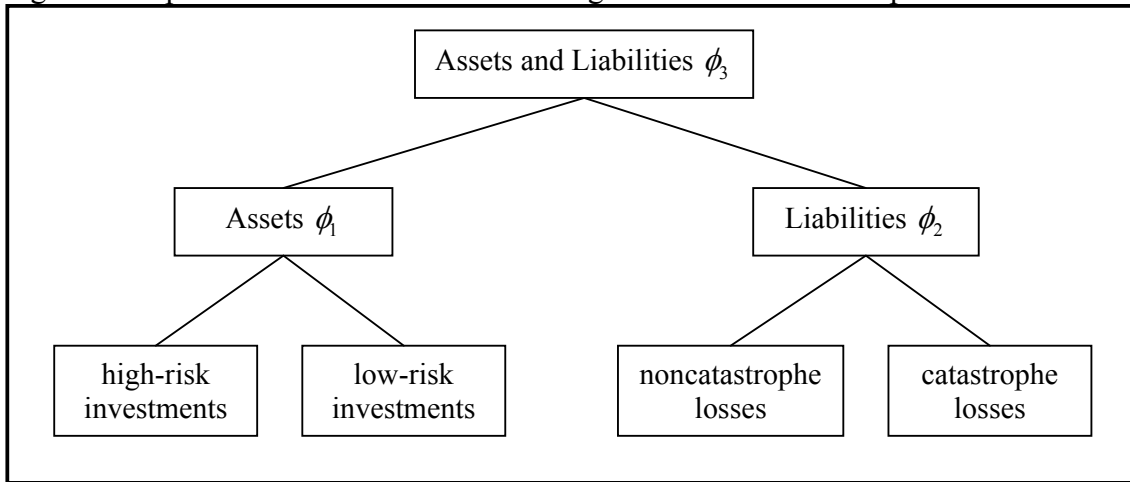 Assets and Liabilities ϕ₃
Assets ϕ₁
Liabilities ϕ₂
high-risk
investments
low-risk
investments
noncatastrophe
losses
catastrophe
losses